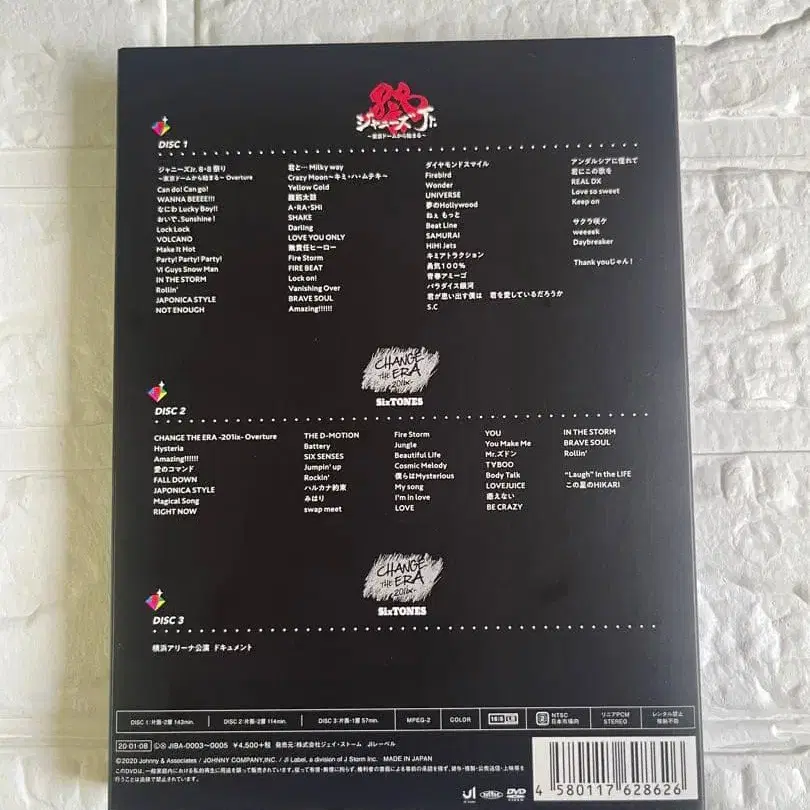 祭
ジャニーズJr.
～東京ドームから始まる～
DISC 1
ジャニーズJr. 8・8 祭り
～東京ドームから始まる～ Overture
Can do! Can go!
WANNA BEEEE!!!
なにわ Lucky Boy!!
おいで、Sunshine!
Lock Lock
VOLCANO
Make It Hot
Party! Party! Party!
Vi Guys Snow Man
IN THE STORM
Rollin'
JAPONICA STYLE
NOT ENOUGH
君と… Milky way
Crazy Moon～キミ・ハ・ムテキ～
Yellow Gold
腹筋太鼓
A・RA・SHI
SHAKE
Darling
LOVE YOU ONLY
無責任ヒーロー
Fire Storm
FIRE BEAT
Lock on!
Vanishing Over
BRAVE SOUL
Amazing!!!!!!
ダイヤモンドスマイル
Firebird
Wonder
UNIVERSE
夢のHollywood
ねぇ もっと
Beat Line
SAMURAI
HiHi Jets
キミアトラクション
勇気100%
青春アミーゴ
パラダイス銀河
君が思い出す僕は 君を愛しているだろうか
S.C
アンダルシアに憧れて
君にこの歌を
REAL DX
Love so sweet
Keep on
サクラ咲ケ
weeeek
Daybreaker
Thank youじゃん!
CHANGE
THE ERA
-201ix-
SixTONES
DISC 2
CHANGE THE ERA -201ix- Overture
Hysteria
Amazing!!!!!!
愛のコマンド
FALL DOWN
JAPONICA STYLE
Magical Song
RIGHT NOW
THE D-MOTION
Battery
SIX SENSES
Jumpin' up
Rockin'
ハルカナ約束
みはり
swap meet
Fire Storm
Jungle
Beautiful Life
Cosmic Melody
僕らはMysterious
My song
I'm in love
LOVE
YOU
You Make Me
Mr.ズドン
TYBOO
Body Talk
LOVEJUICE
癒えない
BE CRAZY
IN THE STORM
BRAVE SOUL
Rollin'
"Laugh" In the LIFE
この星のHIKARI
CHANGE
THE ERA
-201ix-
SixTONES
DISC 3
横浜アリーナ公演 ドキュメント
DISC 1:片面・2層 143min.
DISC 2:片面・2層 114min.
DISC 3:片面・1層 57min.
MPEG-2
COLOR
16:9 LB
2
NTSC
日本市場向
リニアPCM
STEREO
レンタル禁止
複製不能
20・01・08 JIBA-0003～0005 ¥4,500+税 発売元:株式会社ジェイ・ストーム JIレーベル
©2020 Johnny & Associates / JOHNNY COMPANY,INC. / JI Label, a division of J Storm Inc. MADE IN JAPAN
JI
DVD
VIDEO
4 580117 628626